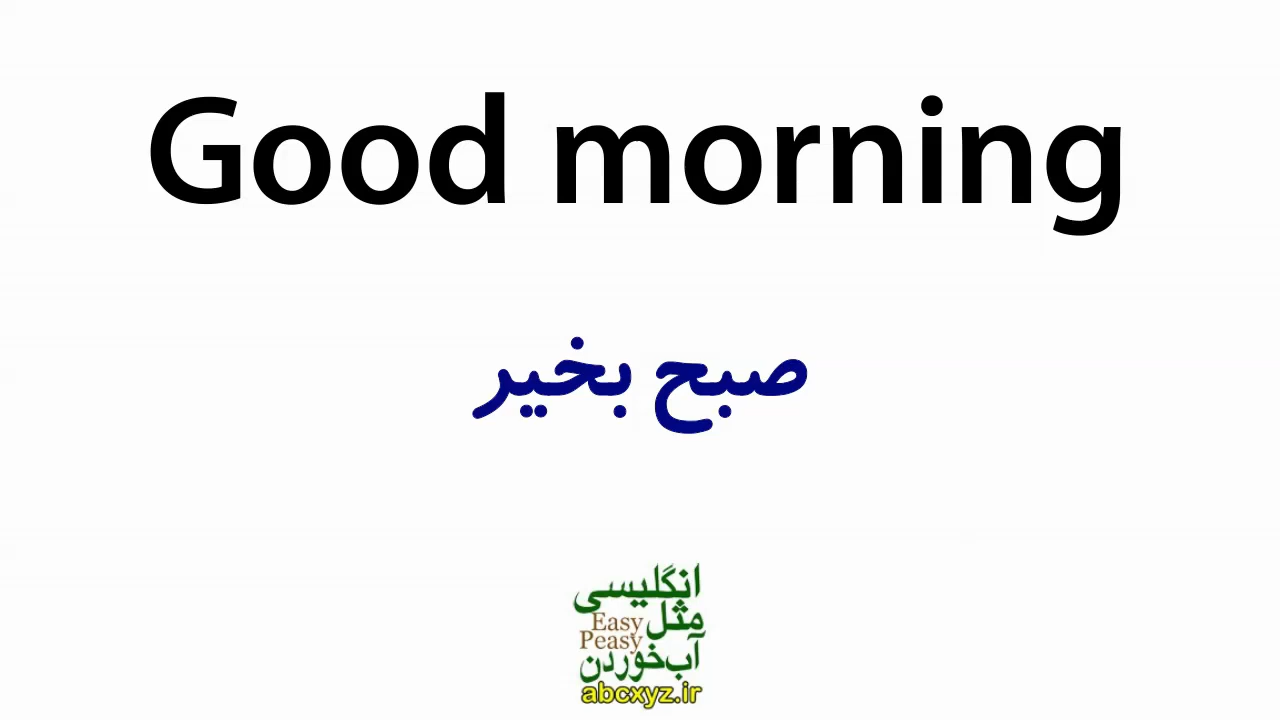 Good morning
صبح بخیر
انگلیسی
مثل
Easy
Peasy
آب‌خوردن
abcxyz.ir